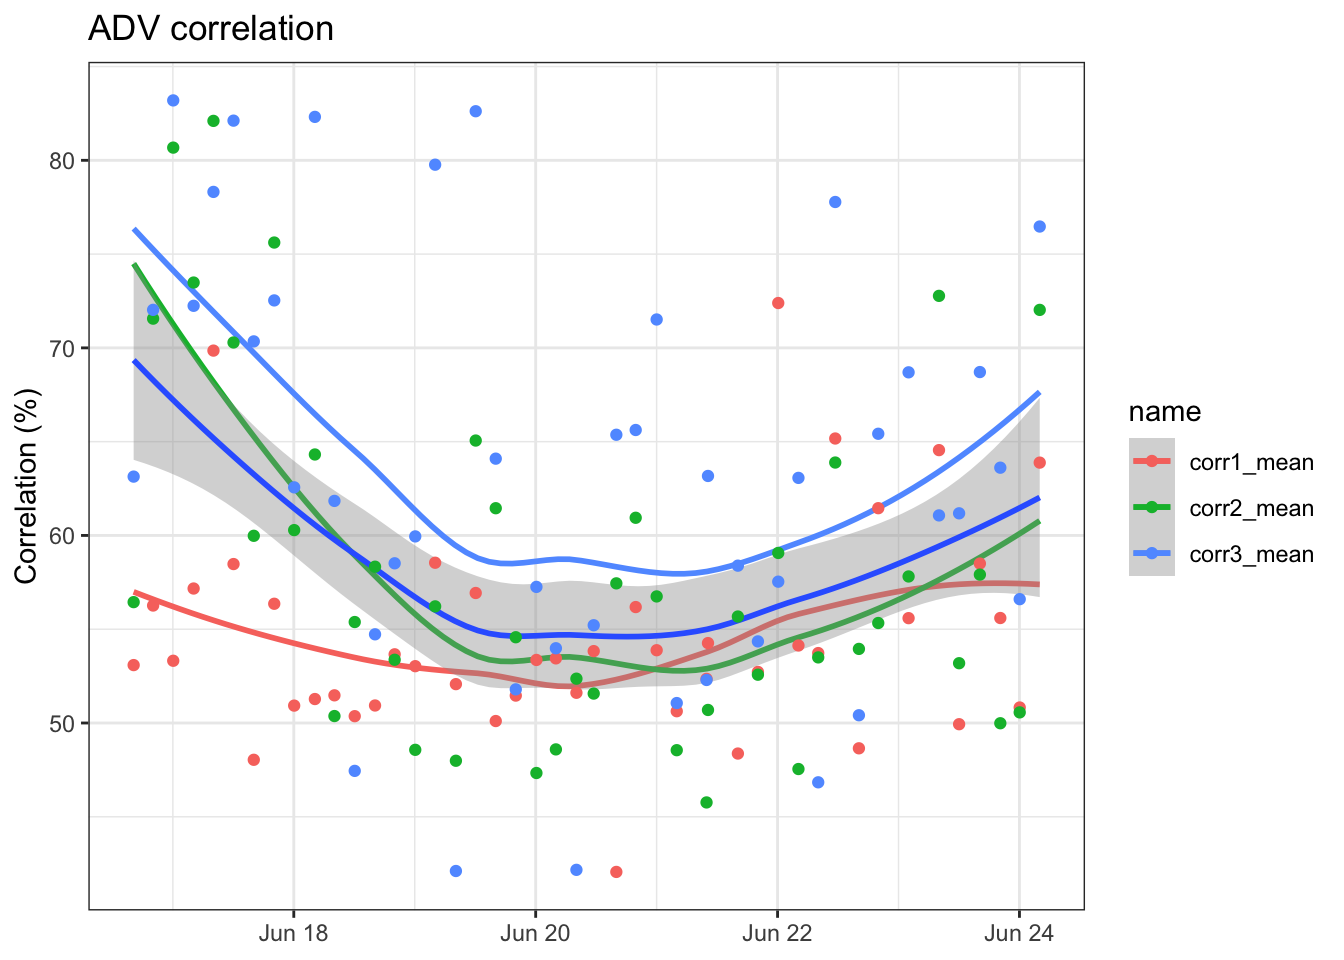 ADV correlation
Correlation (%)
80
70
60
50
Jun 18
Jun 20
Jun 22
Jun 24
name
corr1_mean
corr2_mean
corr3_mean